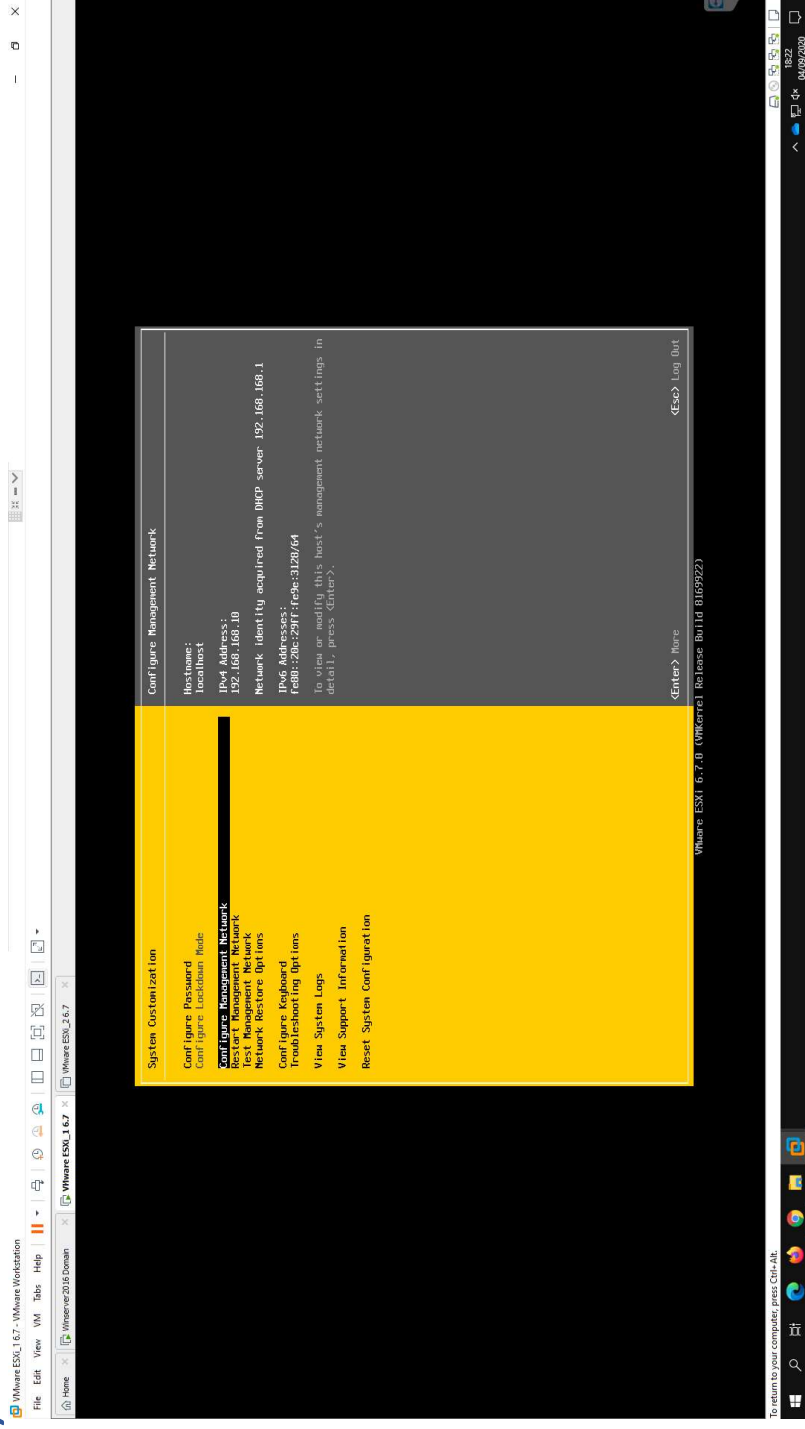 VMware ESXi_1 6.7 - VMware Workstation
File Edit View VM Tabs Help
Home
Winserver2016 Domain
VMware ESXi_1 6.7
VMware ESXi_2 6.7
System Customization
Configure Password
Configure Lockdown Mode
Configure Management Network
Restart Management Network
Test Management Network
Network Restore Options
Configure Keyboard
Troubleshooting Options
View System Logs
View Support Information
Reset System Configuration
Configure Management Network
Hostname:
localhost
IPv4 Address:
192.168.168.10
Network identity acquired from DHCP server 192.168.168.1
IPv6 Addresses:
fe80::20c:29ff:fe9e:3128/64
To view or modify this host's management network settings in
detail, press <Enter>.
<Enter> More
<Esc> Log Out
VMware ESXi 6.7.0 (VMKernel Release Build 8169922)
To return to your computer, press Ctrl+Alt.
18:22
04/09/2020